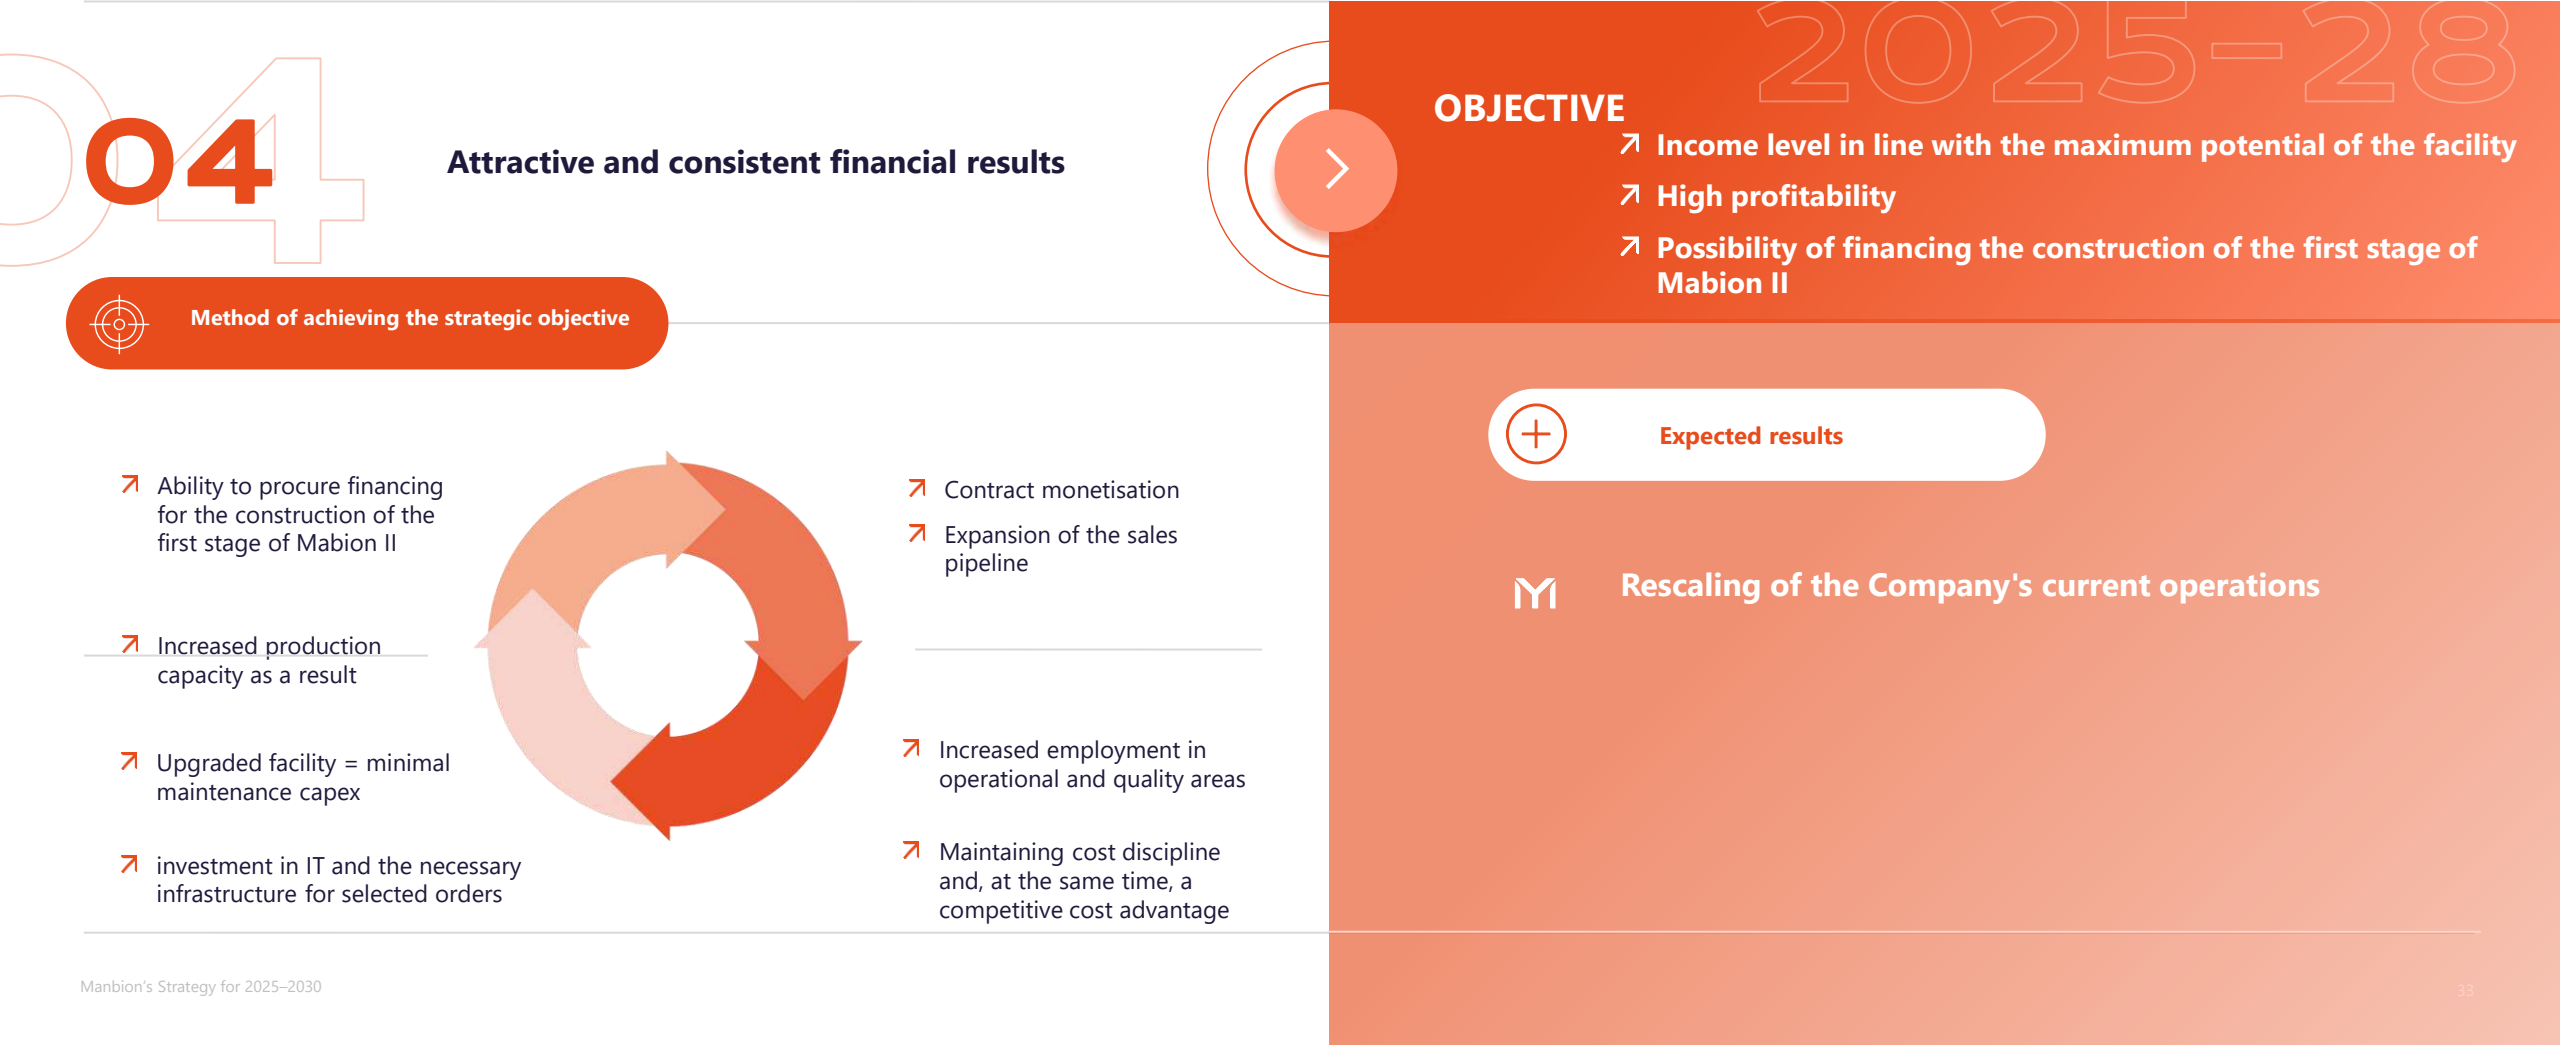 04
04
Attractive and consistent financial results
Method of achieving the strategic objective
Ability to procure financing
for the construction of the
first stage of Mabion II
Increased production
capacity as a result
Upgraded facility = minimal
maintenance capex
investment in IT and the necessary
infrastructure for selected orders
Contract monetisation
Expansion of the sales
pipeline
Increased employment in
operational and quality areas
Maintaining cost discipline
and, at the same time, a
competitive cost advantage
Manbion's Strategy for 2025–2030
2025-28
OBJECTIVE
Income level in line with the maximum potential of the facility
High profitability
Possibility of financing the construction of the first stage of
Mabion II
Expected results
Rescaling of the Company's current operations
33